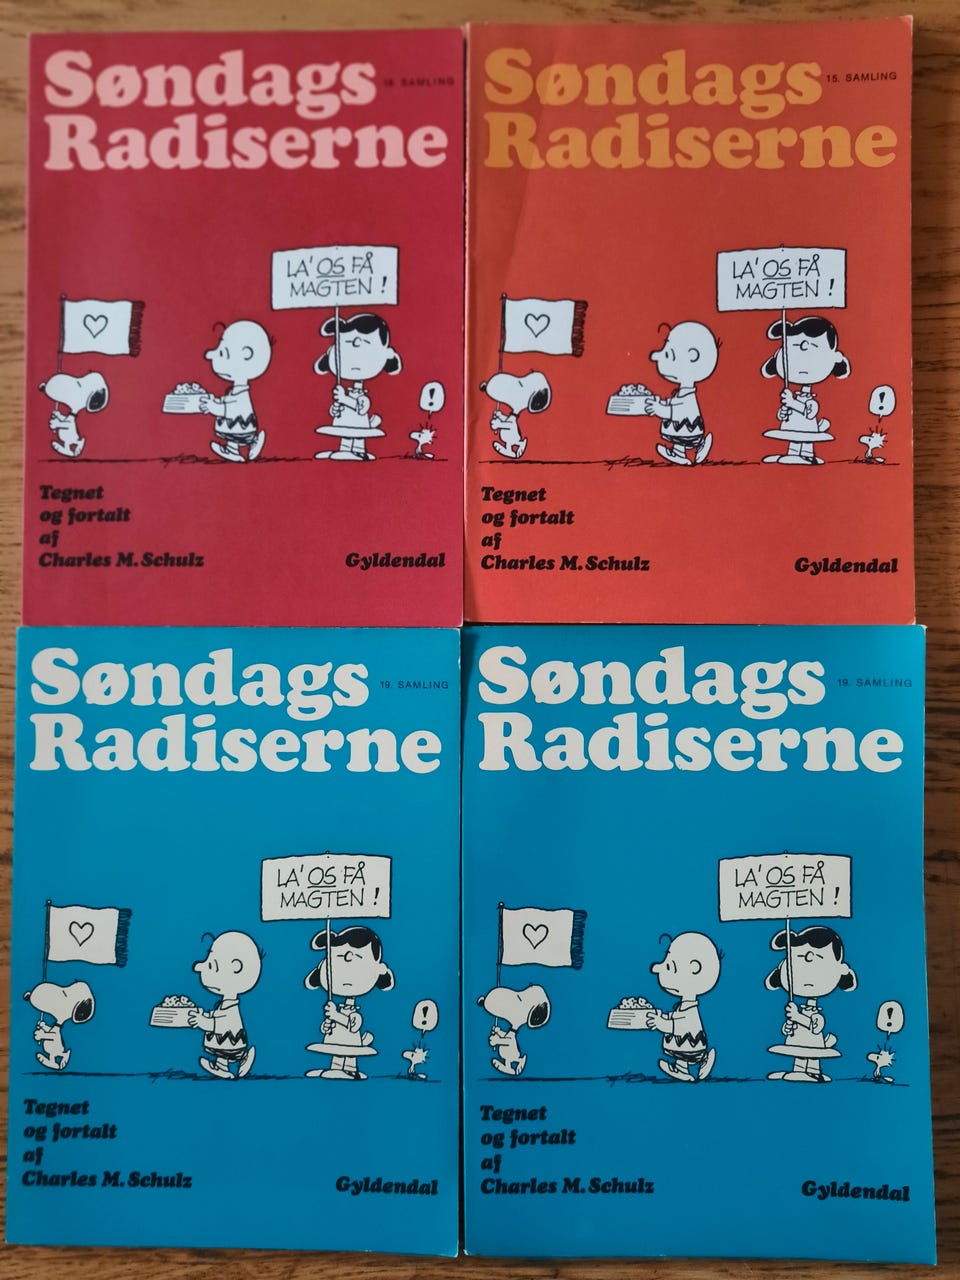 Søndags
18. SAMLING
Radiserne
LA' OS FÅ
MAGTEN !
!
Tegnet
og fortalt
af
Charles M. Schulz
Gyldendal
Søndags
15. SAMLING
Radiserne
LA' OS FÅ
MAGTEN !
!
Tegnet
og fortalt
af
Charles M. Schulz
Gyldendal
Søndags
19. SAMLING
Radiserne
LA' OS FÅ
MAGTEN !
!
Tegnet
og fortalt
af
Charles M. Schulz
Gyldendal
Søndags
19. SAMLING
Radiserne
LA' OS FÅ
MAGTEN !
!
Tegnet
og fortalt
af
Charles M. Schulz
Gyldendal